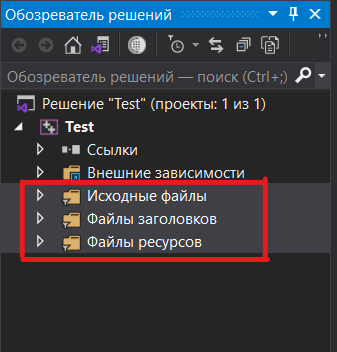 Обозреватель решений
Обозреватель решений — поиск (Ctrl+;)
Решение "Test" (проекты: 1 из 1)
Test
Ссылки
Внешние зависимости
Исходные файлы
Файлы заголовков
Файлы ресурсов